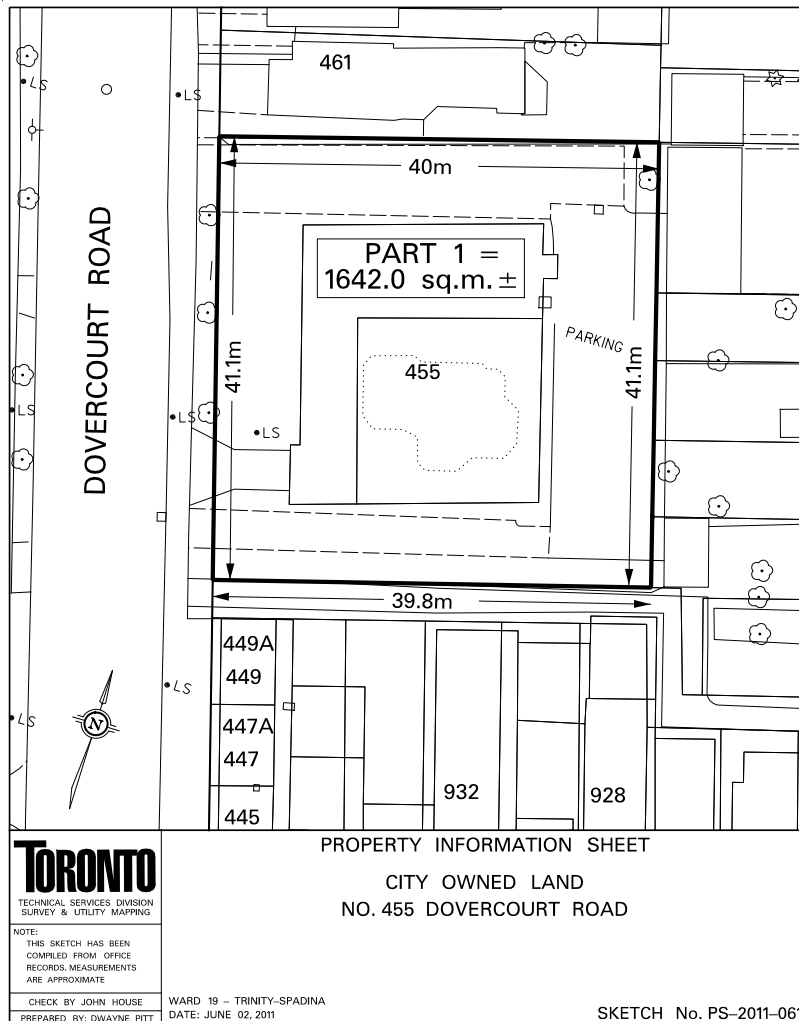 461
LS
LS
40m
DOVERCOURT ROAD
PART 1 =
1642.0 sq.m. ±
PARKING
41.1m
41.1m
455
LS
LS
LS
39.8m
449A
449
LS
447A
LS
N
447
932
928
445
PROPERTY INFORMATION SHEET
CITY OWNED LAND
NO. 455 DOVERCOURT ROAD
TORONTO
TECHNICAL SERVICES DIVISION
SURVEY & UTILITY MAPPING
NOTE:
THIS SKETCH HAS BEEN
COMPILED FROM OFFICE
RECORDS. MEASUREMENTS
ARE APPROXIMATE
CHECK BY JOHN HOUSE
PREPARED BY: DWAYNE PITT
WARD 19 – TRINITY–SPADINA
DATE: JUNE 02, 2011
SKETCH No. PS–2011–061